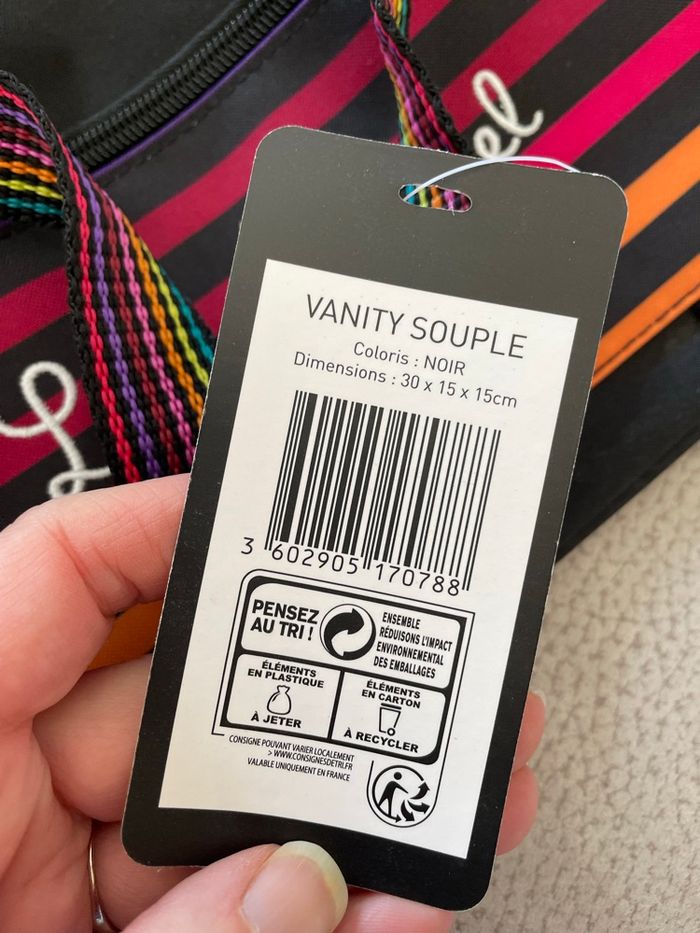 el
VANITY SOUPLE
Coloris : NOIR
Dimensions : 30 x 15 x 15cm
3 602905 170788
PENSEZ
AU TRI !
ENSEMBLE
RÉDUISONS L'IMPACT
ENVIRONNEMENTAL
DES EMBALLAGES
ÉLÉMENTS
EN PLASTIQUE
À JETER
ÉLÉMENTS
EN CARTON
À RECYCLER
CONSIGNE POUVANT VARIER LOCALEMENT
> WWW.CONSIGNESDETRI.FR
VALABLE UNIQUEMENT EN FRANCE